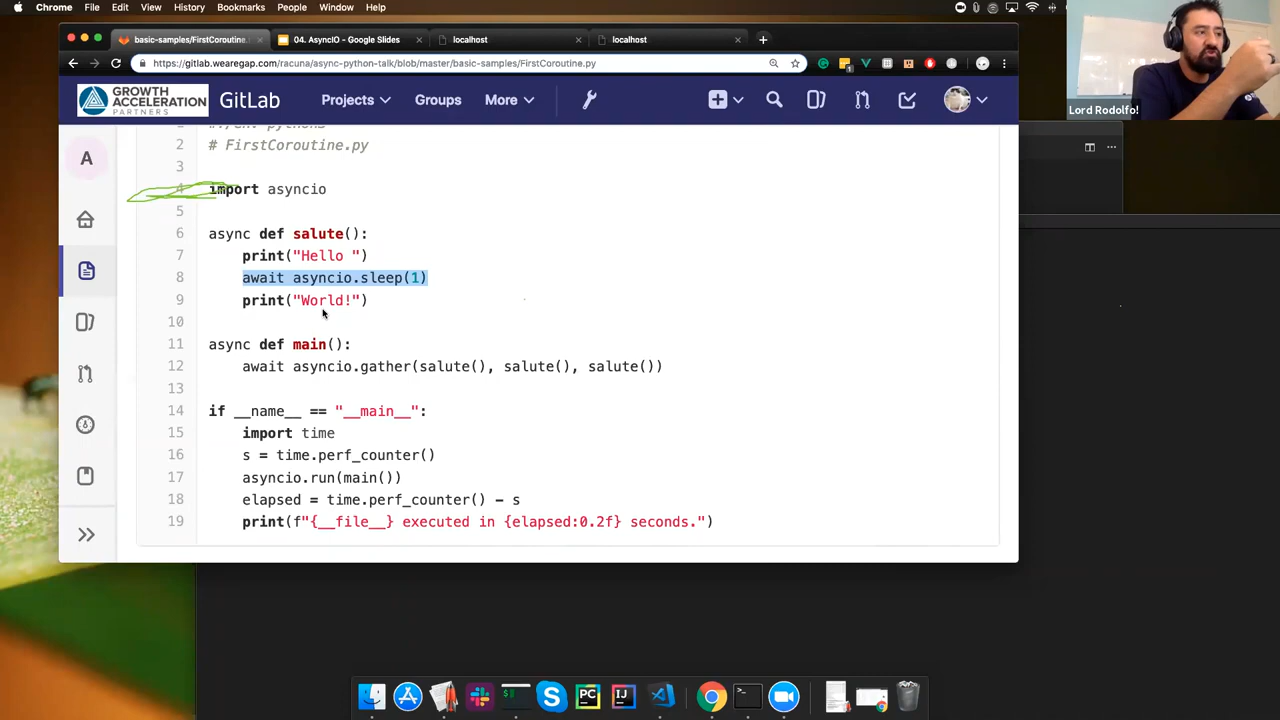 Chrome File Edit View History Bookmarks People Window Help
basic-samples/FirstCoroutine. 04. AsyncIO - Google Slides localhost localhost
https://gitlab.wearegap.com/racuna/async-python-talk/blob/master/basic-samples/FirstCoroutine.py
GROWTH
ACCELERATION
PARTNERS
GitLab Projects Groups More
Lord Rodolfo!
A
2 # FirstCoroutine.py
3
4 import asyncio
5
6 async def salute():
7 print("Hello ")
8 await asyncio.sleep(1)
9 print("World!")
10
11 async def main():
12 await asyncio.gather(salute(), salute(), salute())
13
14 if __name__ == "__main__":
15 import time
16 s = time.perf_counter()
17 asyncio.run(main())
18 elapsed = time.perf_counter() - s
19 print(f"{__file__} executed in {elapsed:0.2f} seconds.")